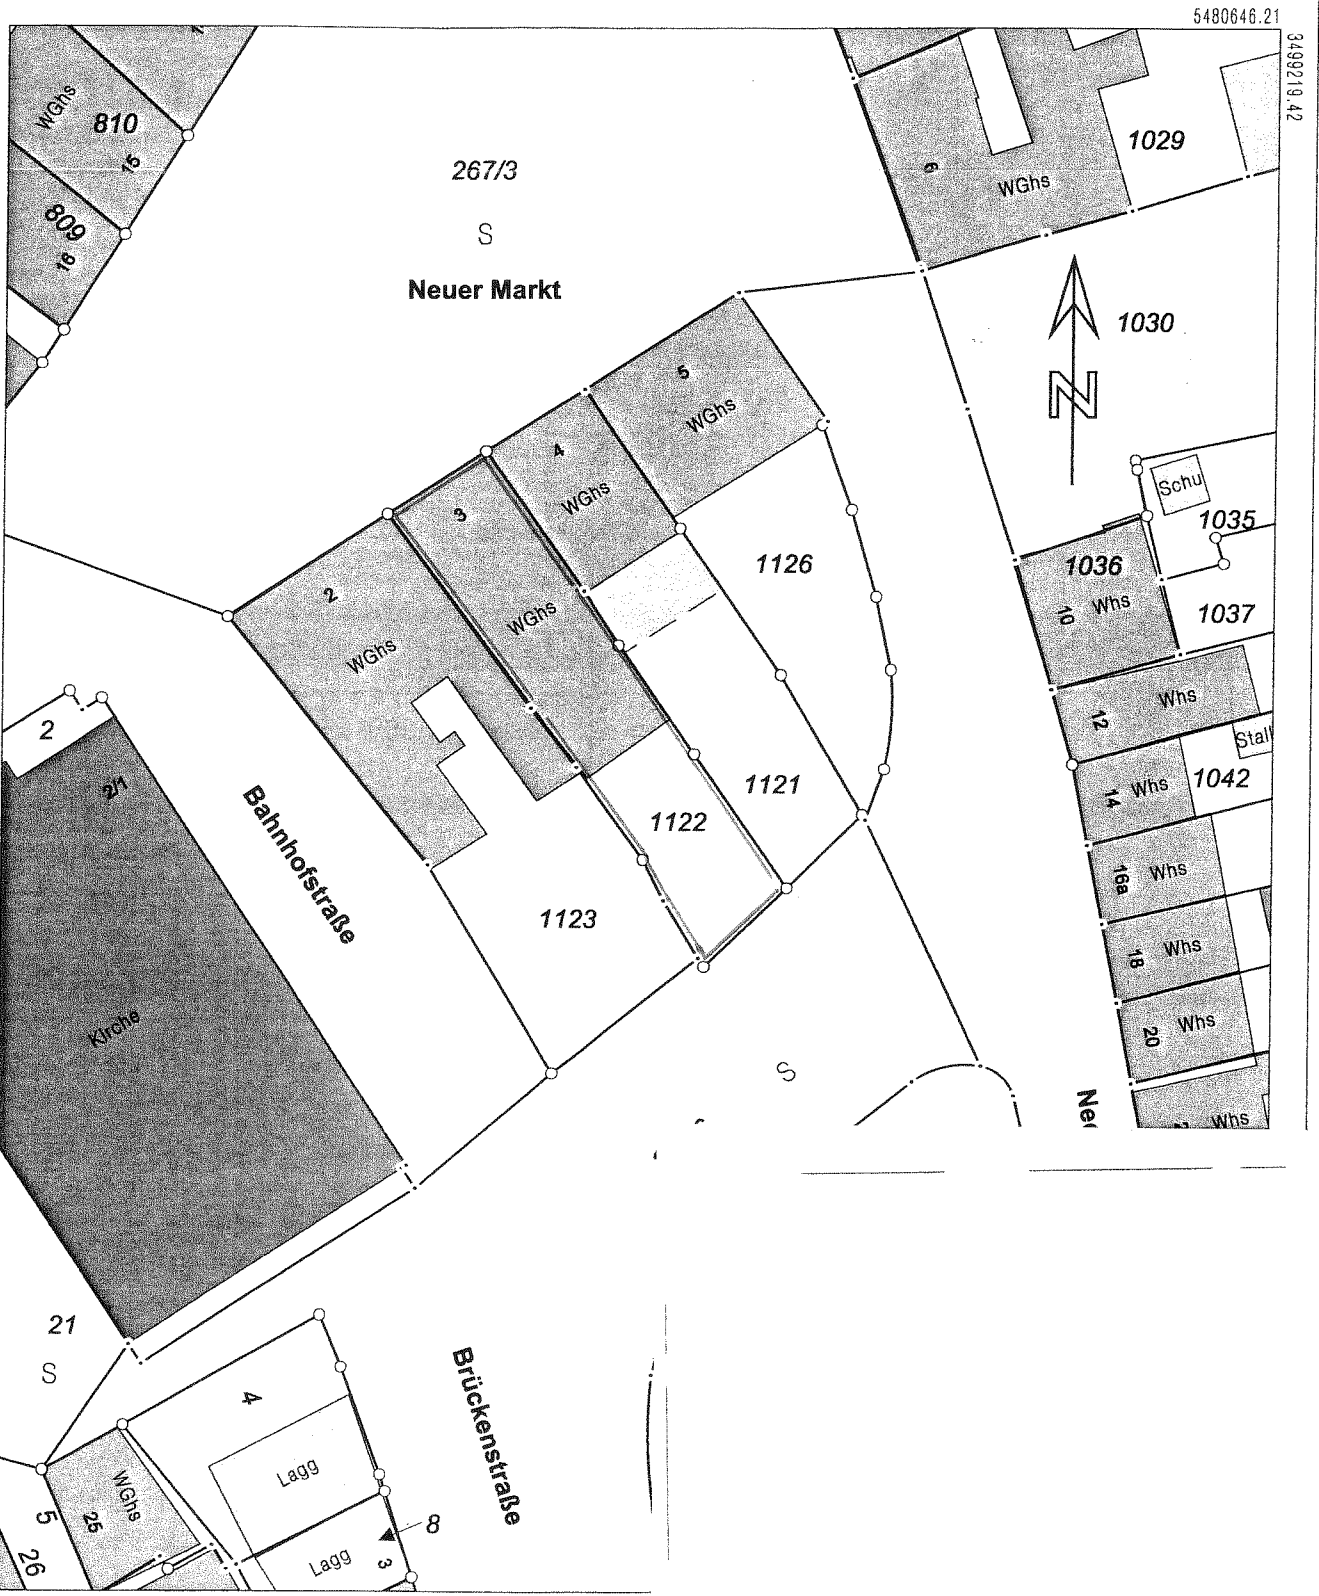 5480646.21
3499219.42
WGhs
810
15
809
16
267/3
S
Neuer Markt
6
WGhs
1029
1030
N
5
WGhs
4
WGhs
3
WGhs
2
WGhs
1126
Schu
1035
1036
10
Whs
1037
12
Whs
Stall
14
Whs
1042
16a
Whs
18
Whs
20
Whs
Whs
1121
1122
1123
2
2/1
Bahnhofstraße
Kirche
S
21
S
4
Lagg
Brückenstraße
WGhs
25
5
26
8
Lagg
3